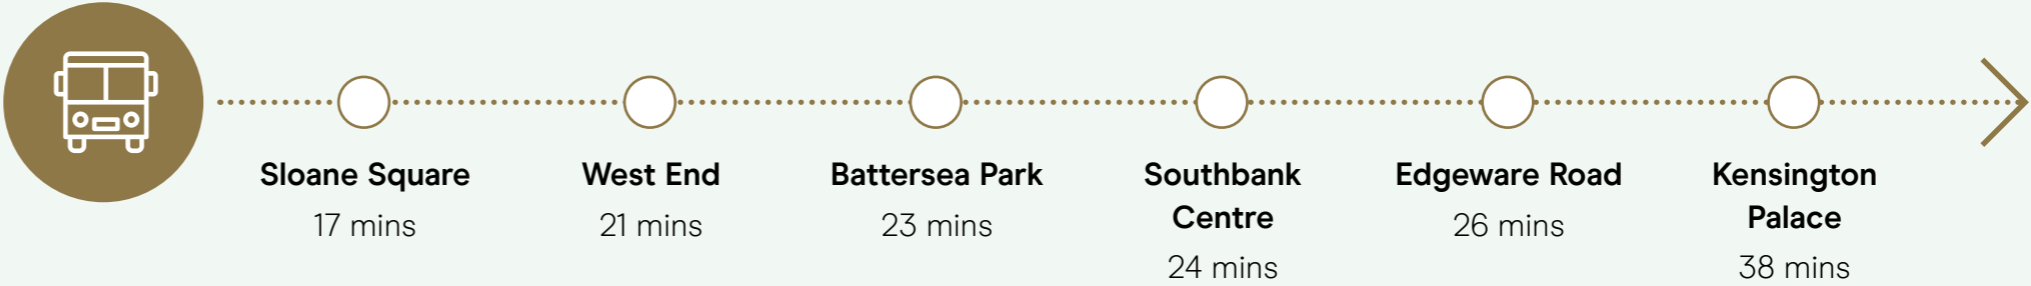 Sloane Square
17 mins
West End
21 mins
Battersea Park
23 mins
Southbank
Centre
24 mins
Edgeware Road
26 mins
Kensington
Palace
38 mins